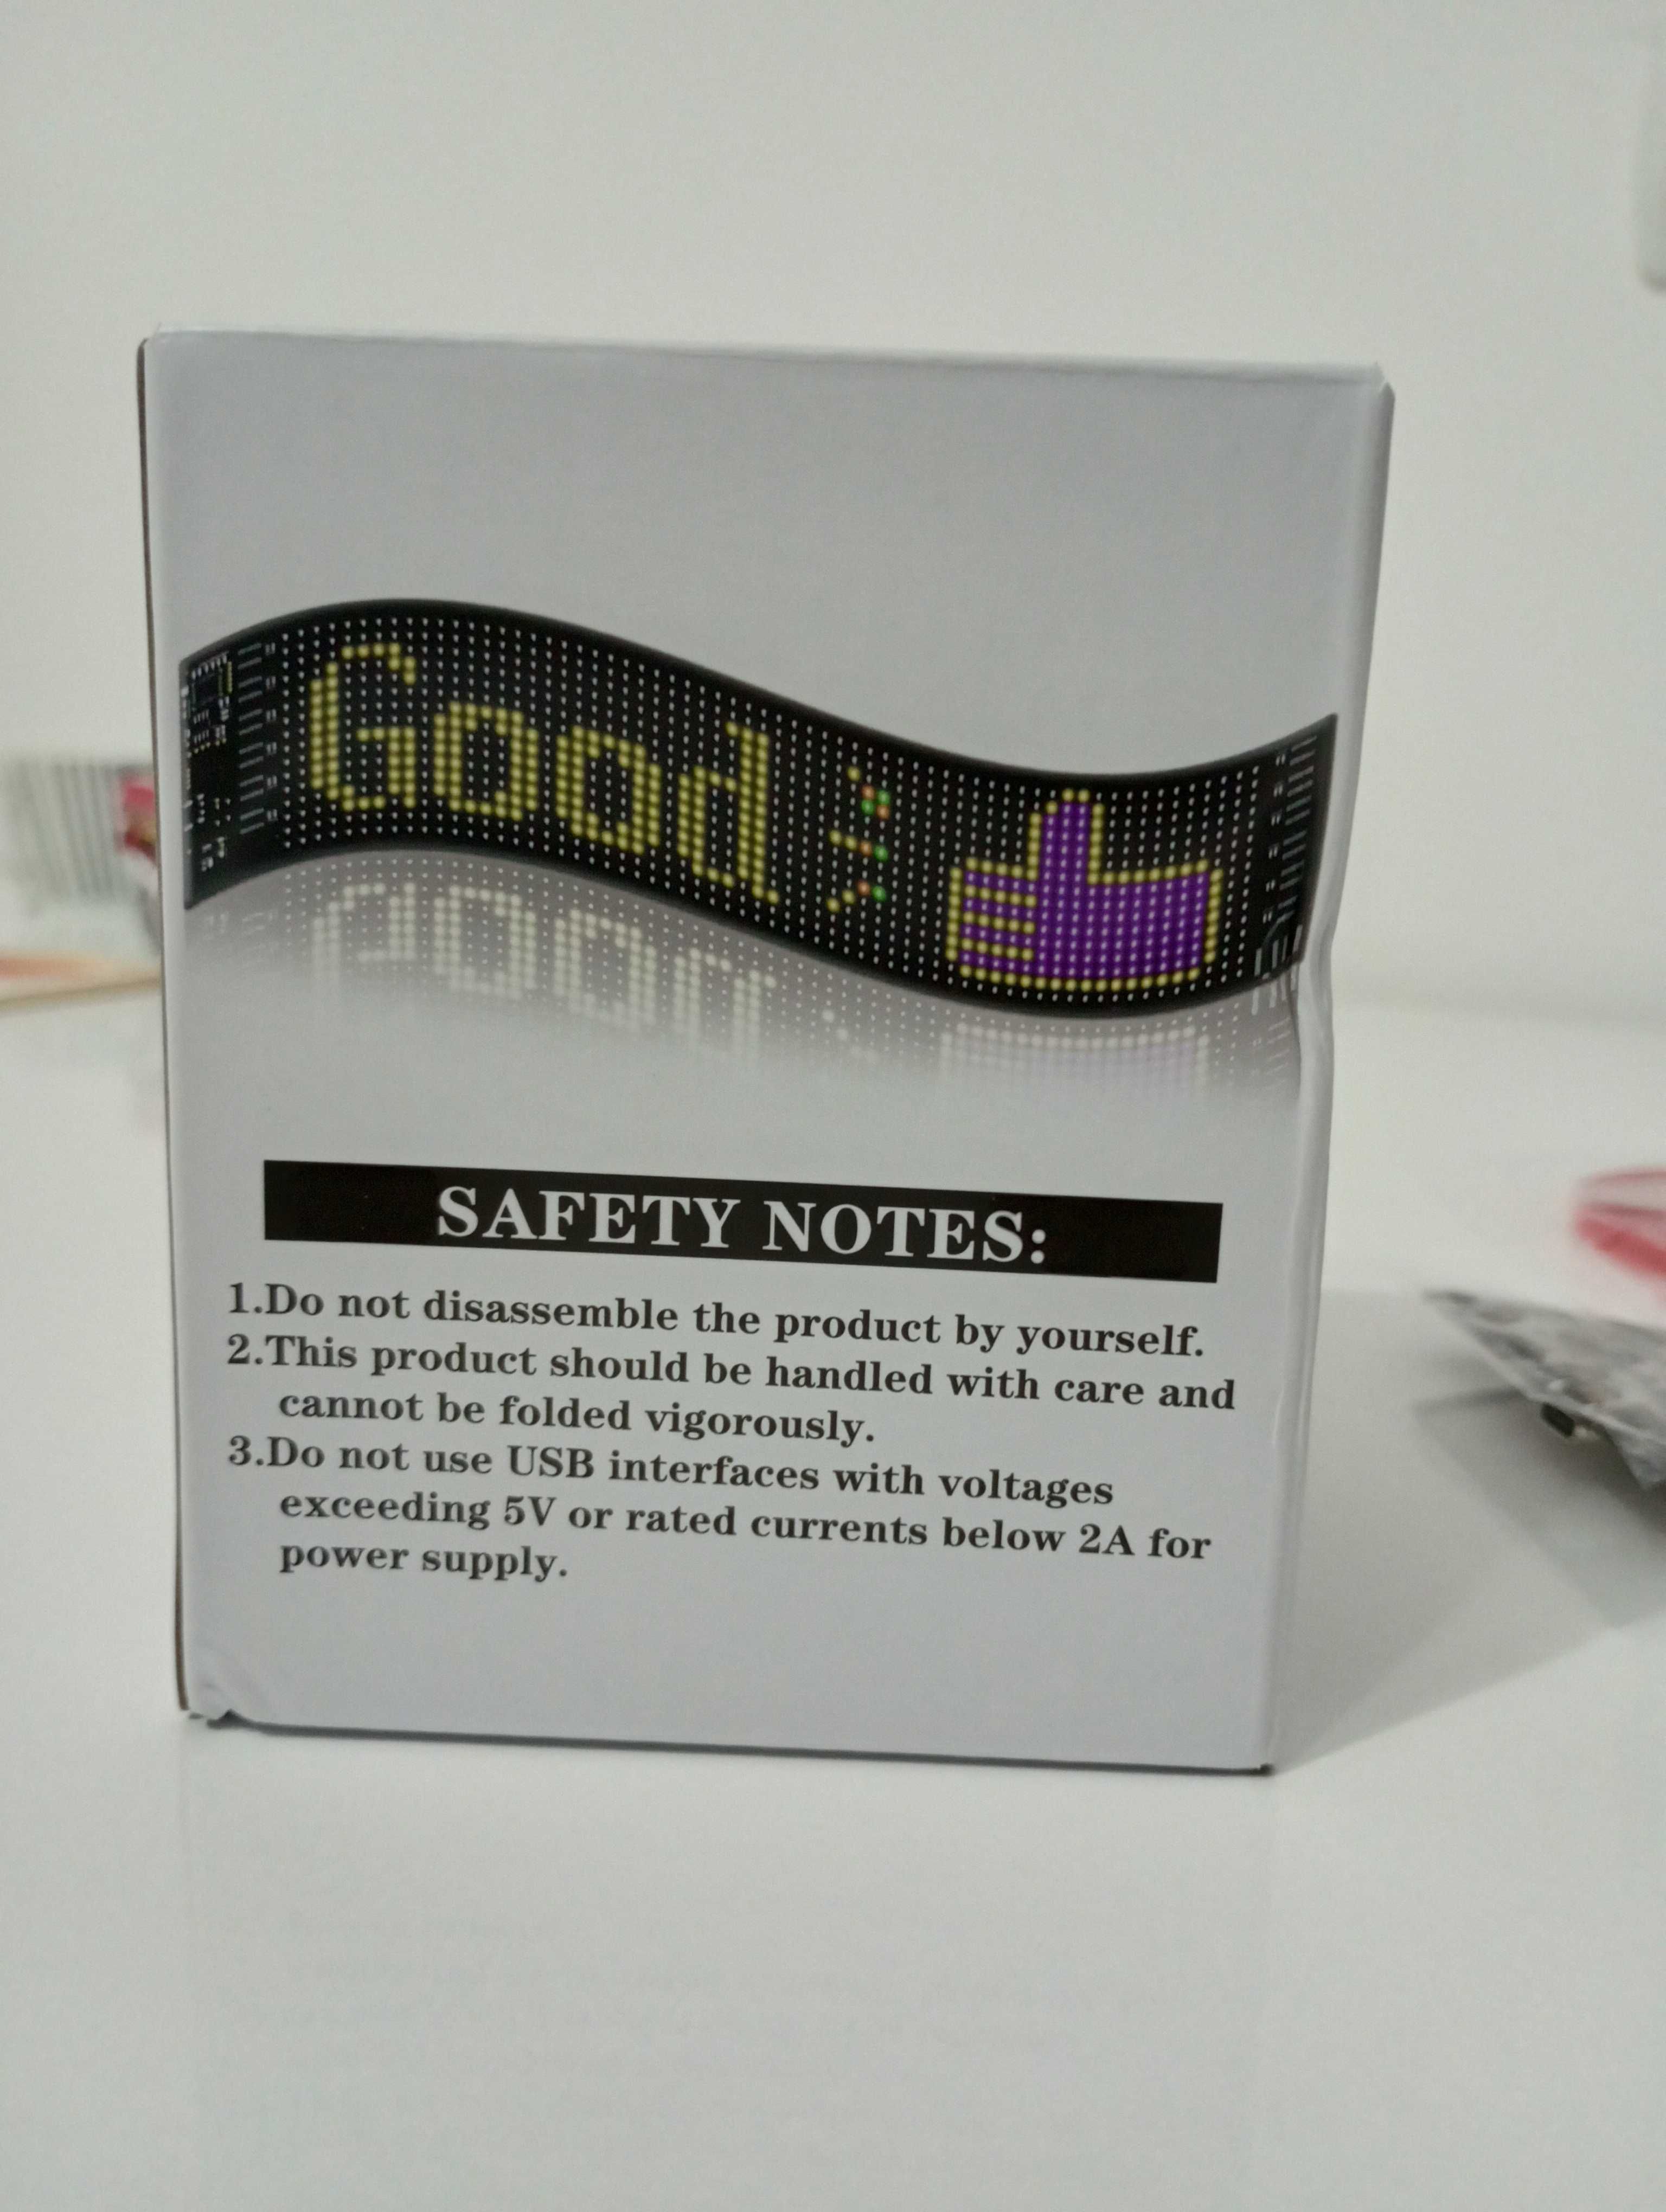 Good
SAFETY NOTES:
1.Do not disassemble the product by yourself.
2.This product should be handled with care and
cannot be folded vigorously.
3.Do not use USB interfaces with voltages
exceeding 5V or rated currents below 2A for
power supply.